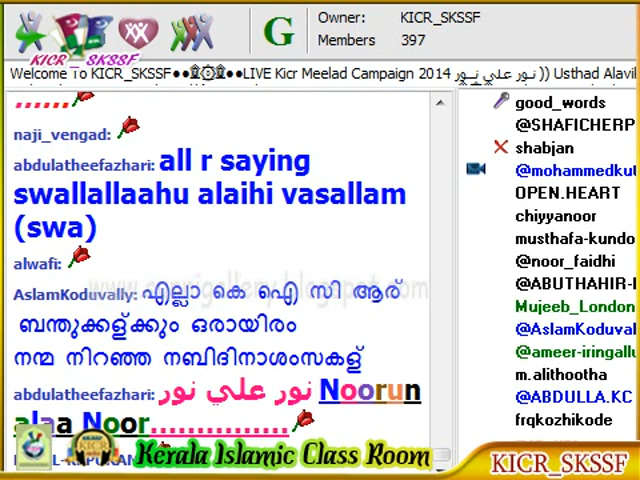 Owner: KICR_SKSSF
G
Members 397
KICR_SKSSF
Welcome To KICR_SKSSF●●۩۞۩●●LIVE Kicr Meelad Campaign 2014 نور علي نور )) Usthad Alavil
......
naji_vengad:
abdulatheefazhari: all r saying
swallallaahu alaihi vasallam
(swa)
alwafi:
AslamKoduvally: എല്ലാ കെ ഐ സി ആര്
ബന്തുക്കള്ക്കും ഒരായിരം
നന്മ നിറഞ്ഞ നബിദിനാശംസകള്
abdulatheefazhari: نور علي نور Noorun
alaa Noor...............
good_words
@SHAFICHERP
shabjan
@mohammedkut
OPEN.HEART
chiyyanoor
musthafa-kundo
@noor_faidhi
@ABUTHAHIR-
Mujeeb_London
@AslamKoduval
@ameer-iringallu
m.alithootha
@ABDULLA.KC
frqkozhikode
Kerala Islamic Class Room
KICR_SKSSF